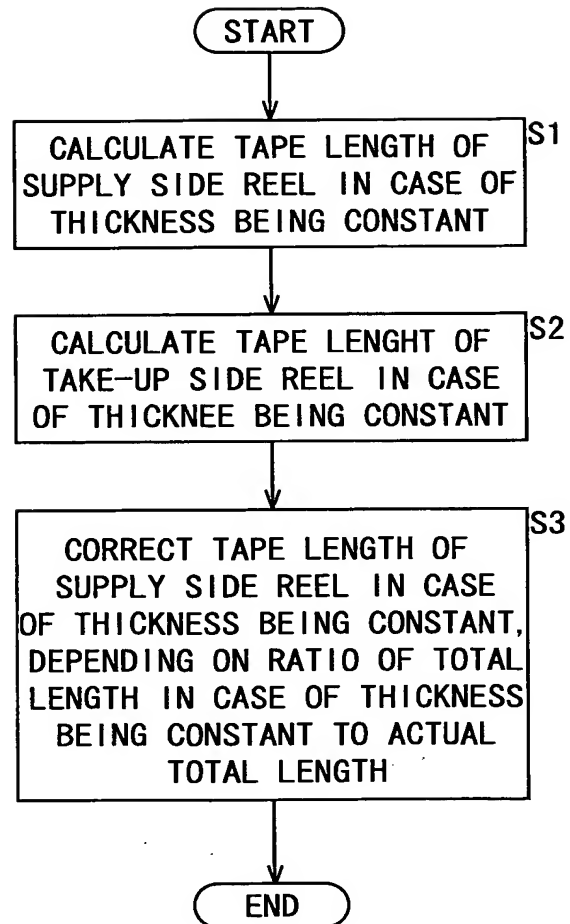 START
S1
CALCULATE TAPE LENGTH OF
SUPPLY SIDE REEL IN CASE OF
THICKNESS BEING CONSTANT
S2
CALCULATE TAPE LENGHT OF
TAKE-UP SIDE REEL IN CASE
OF THICKNEE BEING CONSTANT
S3
CORRECT TAPE LENGTH OF
SUPPLY SIDE REEL IN CASE
OF THICKNESS BEING CONSTANT,
DEPENDING ON RATIO OF TOTAL
LENGTH IN CASE OF THICKNESS
BEING CONSTANT TO ACTUAL
TOTAL LENGTH
END